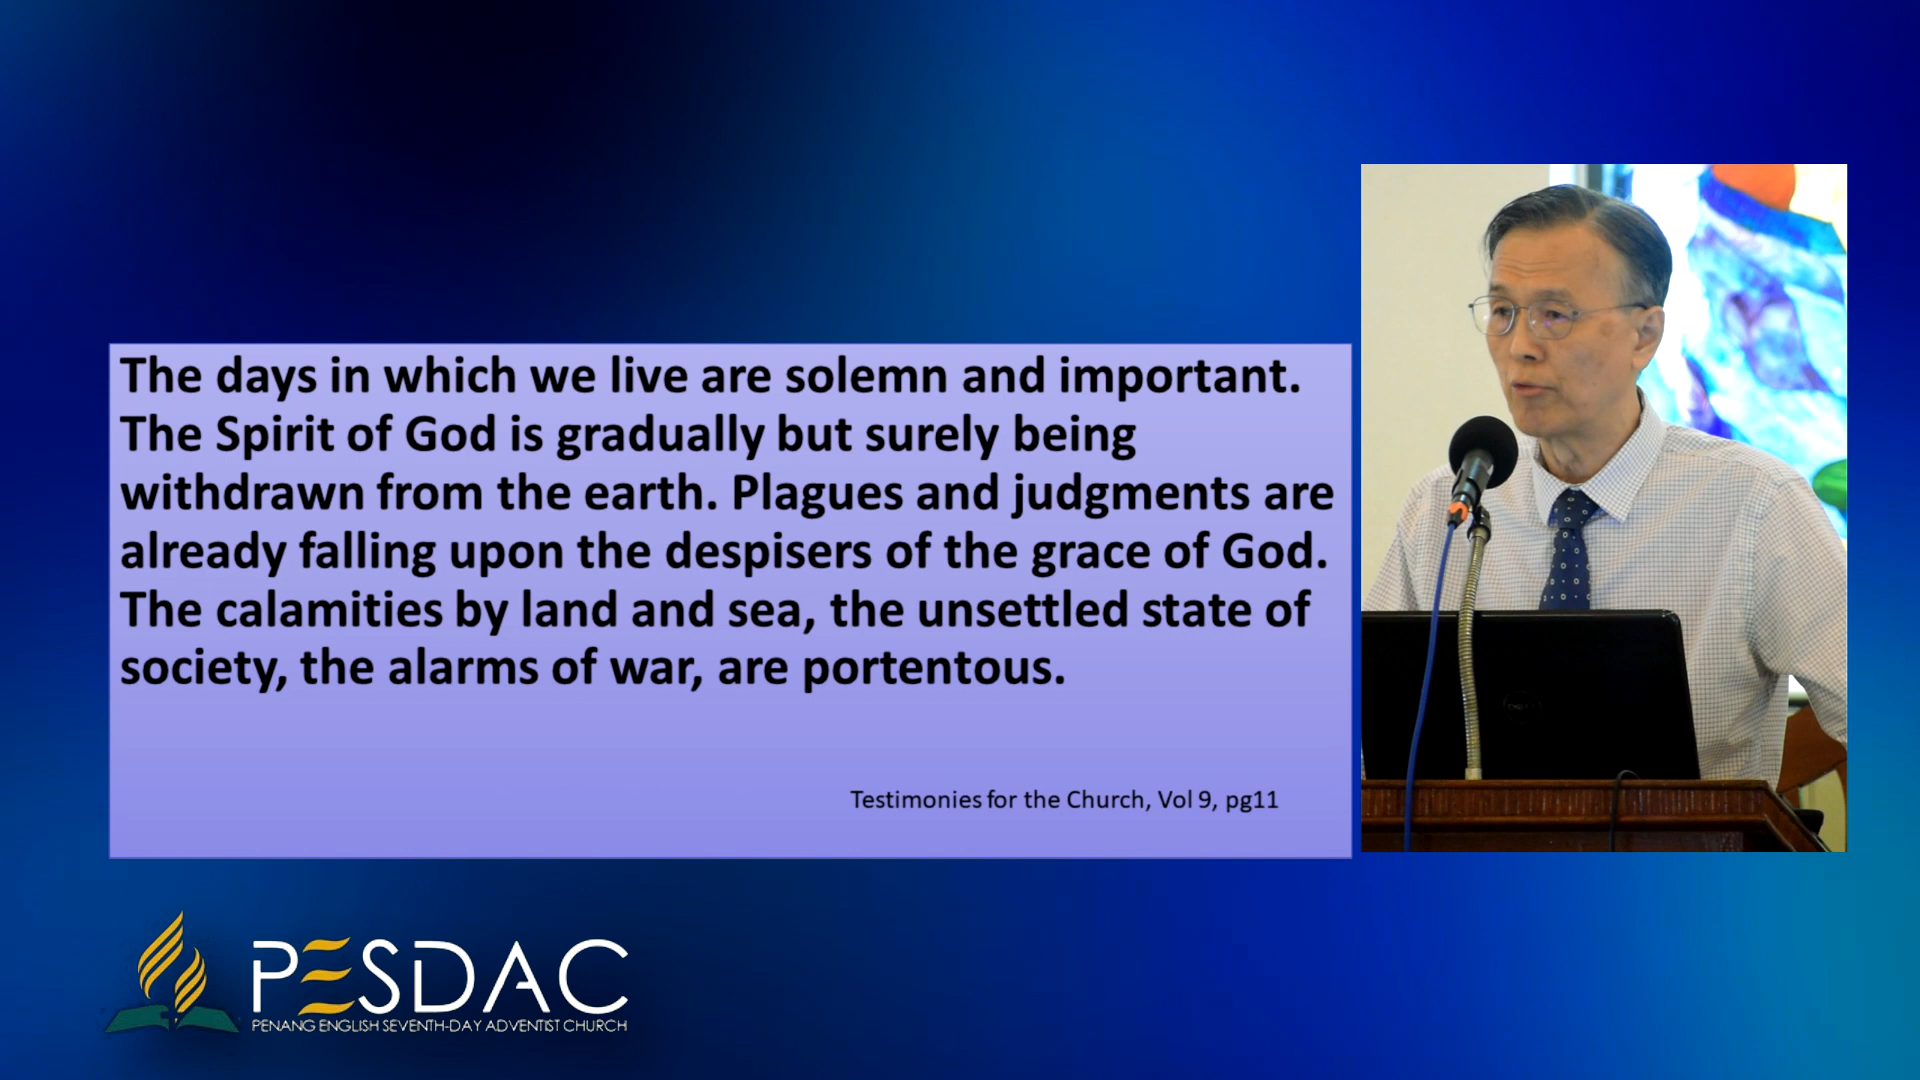 The days in which we live are solemn and important.
The Spirit of God is gradually but surely being
withdrawn from the earth. Plagues and judgments are
already falling upon the despisers of the grace of God.
The calamities by land and sea, the unsettled state of
society, the alarms of war, are portentous.
Testimonies for the Church, Vol 9, pg11
DELL
PESDAC
PENANG ENGLISH SEVENTH-DAY ADVENTIST CHURCH